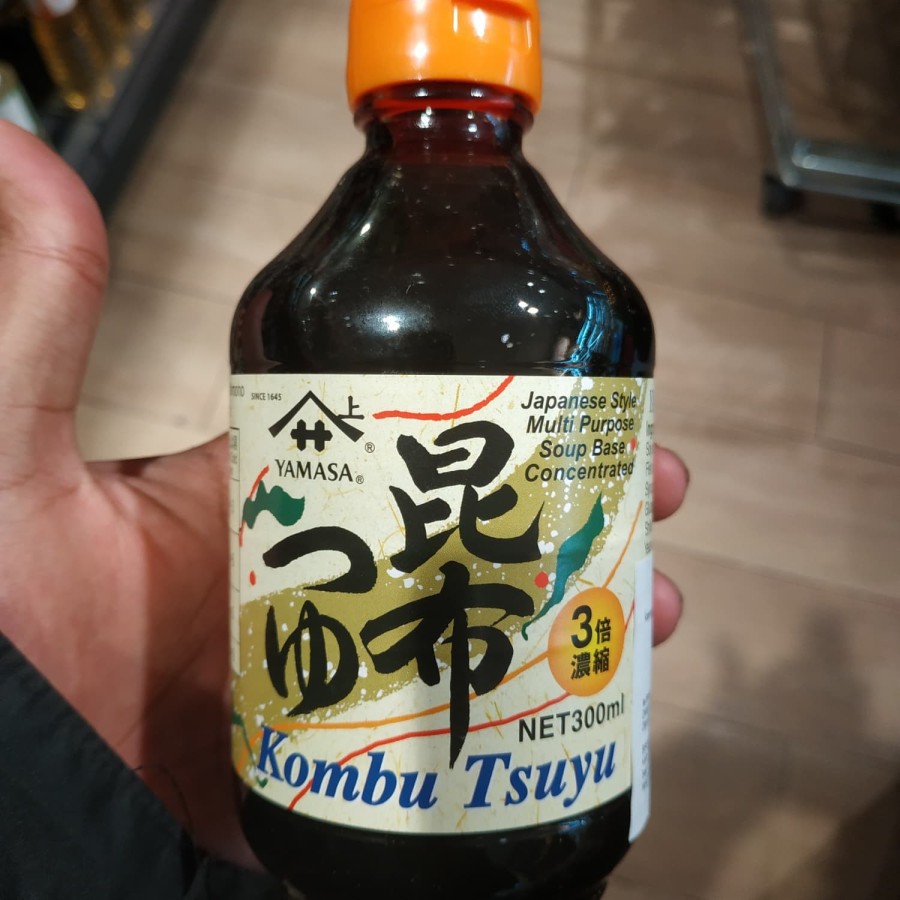 SINCE 1645
上
YAMASA
Japanese Style
Multi Purpose
Soup Base
Concentrated
昆布
つゆ
3倍
濃縮
NET300ml
Kombu Tsuyu